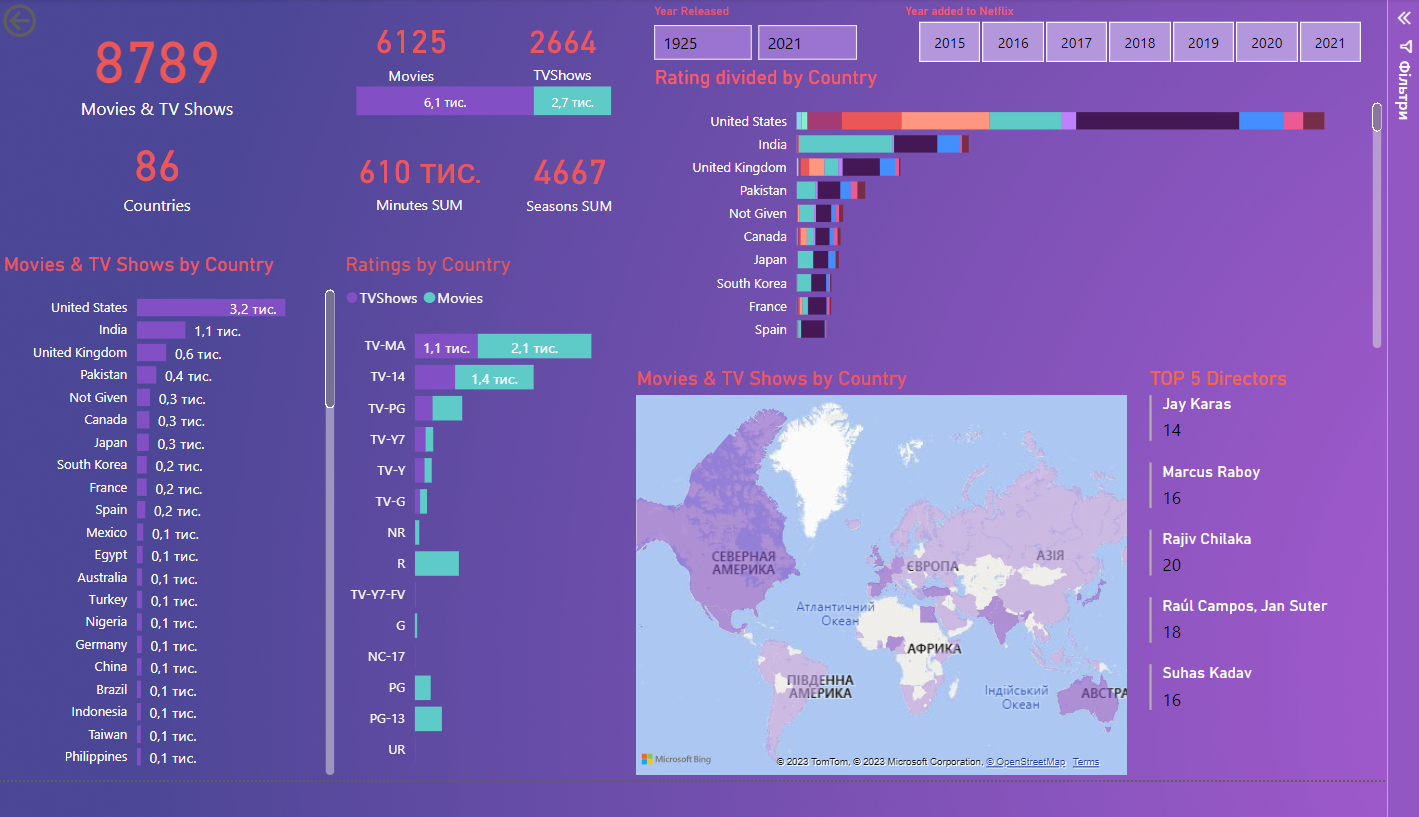 8789
Movies & TV Shows
86
Countries
6125
Movies
2664
TVShows
6,1 тис.
2,7 тис.
610 тис.
Minutes SUM
4667
Seasons SUM
Year Released
1925
2021
Year added to Netflix
2015
2016
2017
2018
2019
2020
2021
Фільтри
Rating divided by Country
United States
India
United Kingdom
Pakistan
Not Given
Canada
Japan
South Korea
France
Spain
Movies & TV Shows by Country
United States 3,2 тис.
India 1,1 тис.
United Kingdom 0,6 тис.
Pakistan 0,4 тис.
Not Given 0,3 тис.
Canada 0,3 тис.
Japan 0,3 тис.
South Korea 0,2 тис.
France 0,2 тис.
Spain 0,2 тис.
Mexico 0,1 тис.
Egypt 0,1 тис.
Australia 0,1 тис.
Turkey 0,1 тис.
Nigeria 0,1 тис.
Germany 0,1 тис.
China 0,1 тис.
Brazil 0,1 тис.
Indonesia 0,1 тис.
Taiwan 0,1 тис.
Philippines 0,1 тис.
Ratings by Country
TVShows Movies
TV-MA 1,1 тис. 2,1 тис.
TV-14 1,4 тис.
TV-PG
TV-Y7
TV-Y
TV-G
NR
R
TV-Y7-FV
G
NC-17
PG
PG-13
UR
Movies & TV Shows by Country
СЕВЕРНАЯ
АМЕРИКА
ЄВРОПА
АЗІЯ
Атлантичний
Океан
АФРИКА
ПІВДЕННА
АМЕРИКА
Індійський
Океан
АВСТРА
Microsoft Bing
© 2023 TomTom, © 2023 Microsoft Corporation, © OpenStreetMap Terms
TOP 5 Directors
Jay Karas
14
Marcus Raboy
16
Rajiv Chilaka
20
Raúl Campos, Jan Suter
18
Suhas Kadav
16